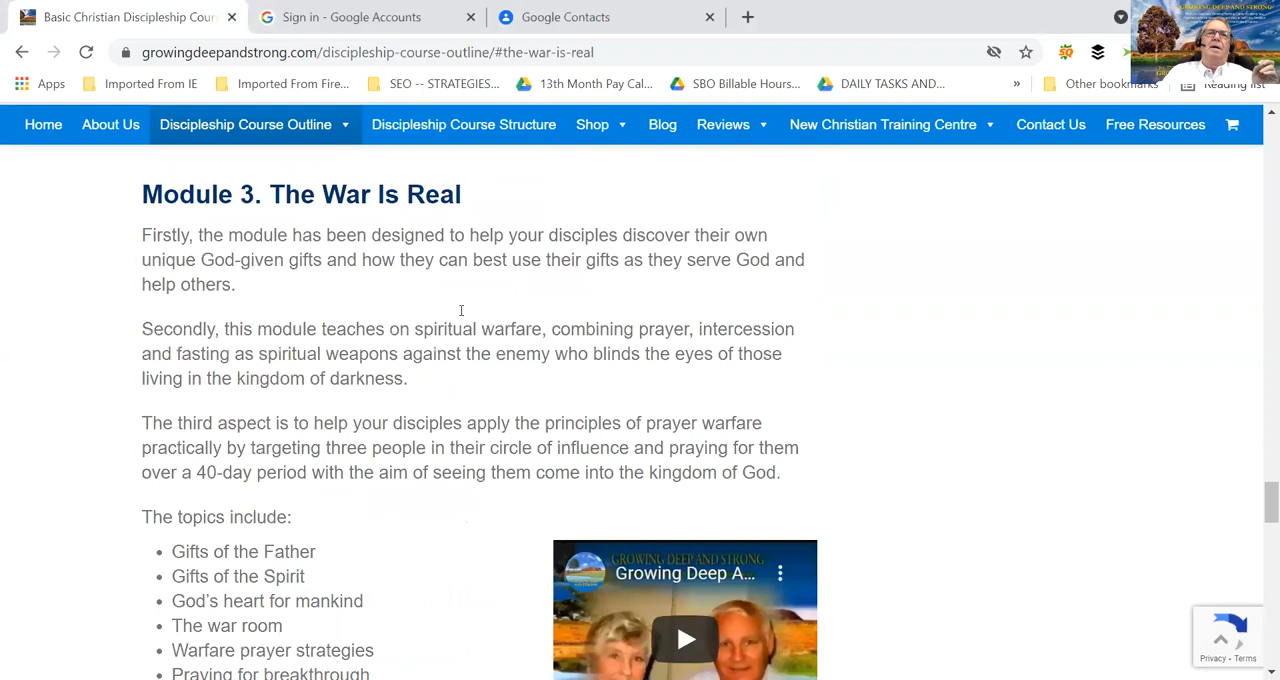 Basic Christian Discipleship Cour
Sign in - Google Accounts
Google Contacts
growingdeepandstrong.com/discipleship-course-outline/#the-war-is-real
GROWING DEEP AND STRONG
Apps
Imported From IE
Imported From Fire...
SEO -- STRATEGIES...
13th Month Pay Cal...
SBO Billable Hours...
DAILY TASKS AND...
»
Other bookmarks
Reading list
Home
About Us
Discipleship Course Outline
Discipleship Course Structure
Shop
Blog
Reviews
New Christian Training Centre
Contact Us
Free Resources
Module 3. The War Is Real
Firstly, the module has been designed to help your disciples discover their own
unique God-given gifts and how they can best use their gifts as they serve God and
help others.
Secondly, this module teaches on spiritual warfare, combining prayer, intercession
and fasting as spiritual weapons against the enemy who blinds the eyes of those
living in the kingdom of darkness.
The third aspect is to help your disciples apply the principles of prayer warfare
practically by targeting three people in their circle of influence and praying for them
over a 40-day period with the aim of seeing them come into the kingdom of God.
The topics include:
• Gifts of the Father
• Gifts of the Spirit
• God's heart for mankind
• The war room
• Warfare prayer strategies
• Praying for breakthrough
GROWING DEEP AND STRONG
Growing Deep A...
Privacy - Terms